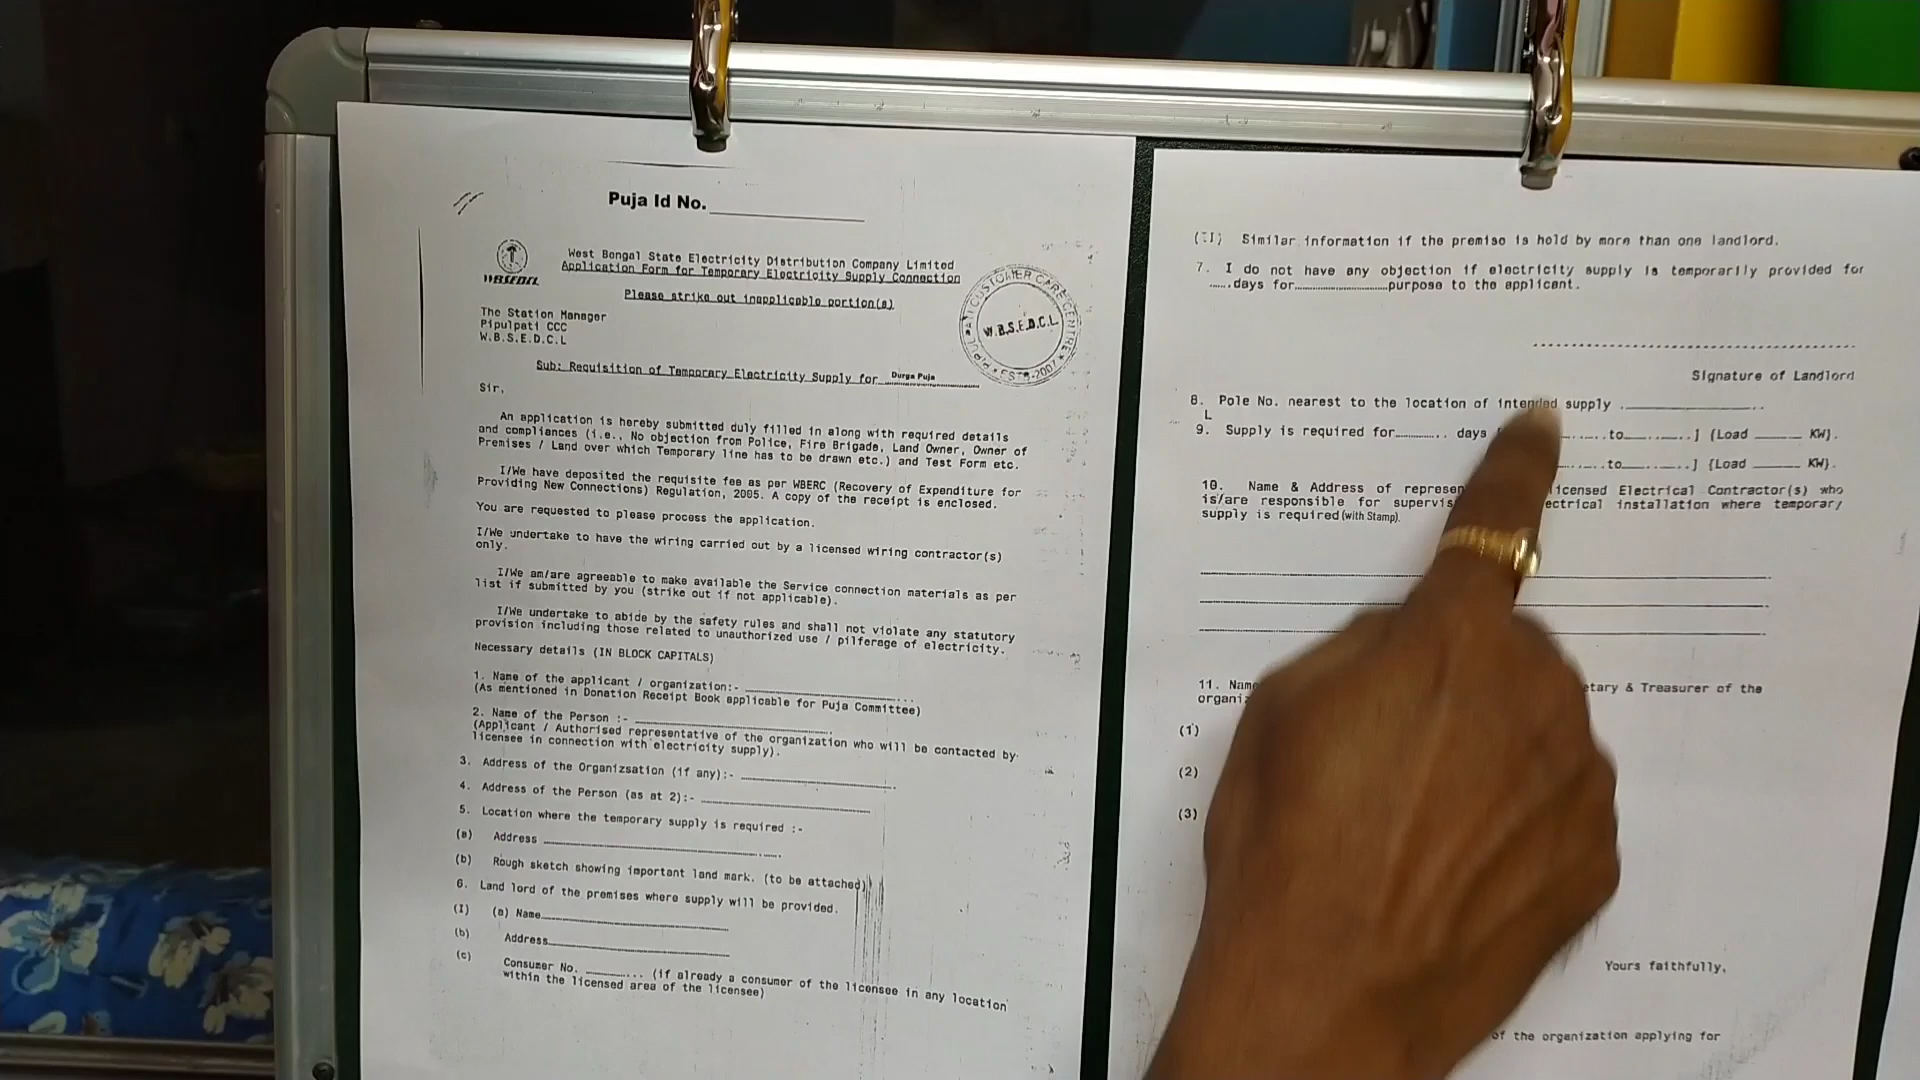 Puja Id No.
WBSEDCL
West Bengal State Electricity Distribution Company Limited
Application Form for Temporary Electricity Supply Connection
Please strike out inapplicable portion(s)
PIPULPATI CUSTOMER CARE CENTRE
W.B.S.E.D.C.L.
ESTD-2007
The Station Manager
Pipulpati CCC
W.B.S.E.D.C.L
Sub: Requisition of Temporary Electricity Supply for Durga Puja
Sir,
An application is hereby submitted duly filled in along with required details
and compliances (i.e., No objection from Police, Fire Brigade, Land Owner, Owner of
Premises / Land over which Temporary line has to be drawn etc.) and Test Form etc.
I/We have deposited the requisite fee as per WBERC (Recovery of Expenditure for
Providing New Connections) Regulation, 2005. A copy of the receipt is enclosed.
You are requested to please process the application.
I/We undertake to have the wiring carried out by a licensed wiring contractor(s)
only.
I/We am/are agreeable to make available the Service connection materials as per
list if submitted by you (strike out if not applicable).
I/We undertake to abide by the safety rules and shall not violate any statutory
provision including those related to unauthorized use / pilferage of electricity.
Necessary details (IN BLOCK CAPITALS)
1. Name of the applicant / organization:-
(As mentioned in Donation Receipt Book applicable for Puja Committee)
2. Name of the Person :-
(Applicant / Authorised representative of the organization who will be contacted by
licensee in connection with electricity supply).
3. Address of the Organizsation (if any):-
4. Address of the Person (as at 2):-
5. Location where the temporary supply is required :-
(a) Address
(b) Rough sketch showing important land mark. (to be attached)
6. Land lord of the premises where supply will be provided.
(I) (a) Name
(b) Address
(c) Consumer No. (if already a consumer of the licensee in any location
within the licensed area of the licensee)
(II) Similar information if the premise is hold by more than one landlord.
7. I do not have any objection if electricity supply is temporarily provided for
days for purpose to the applicant.
Signature of Landlord
8. Pole No. nearest to the location of intended supply
L
9. Supply is required for days to ] {Load KW}.
to ] {Load KW}.
10. Name & Address of licensed Electrical Contractor(s) who
is/are responsible for installation where temporary
supply is required (with Stamp).
11. Name & Treasurer of the
(1)
(2)
(3)
Yours faithfully,
of the organization applying for